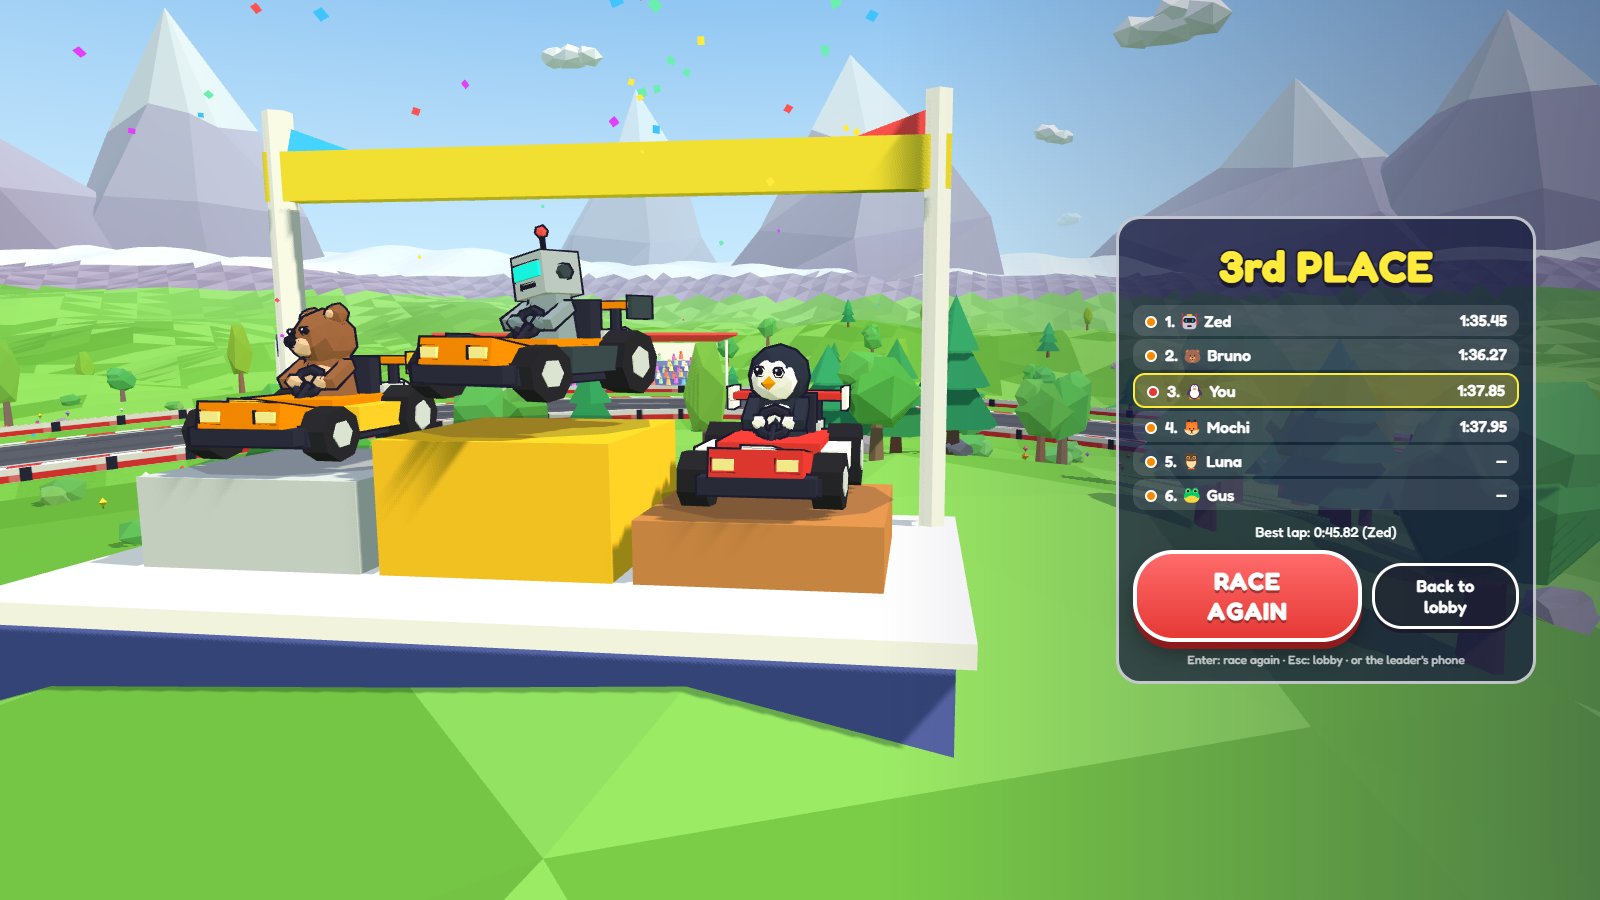 3rd PLACE
1. Zed 1:35.45
2. Bruno 1:36.27
3. You 1:37.85
4. Mochi 1:37.95
5. Luna –
6. Gus –
Best lap: 0:45.82 (Zed)
RACE
AGAIN
Back to
lobby
Enter: race again · Esc: lobby · or the leader's phone